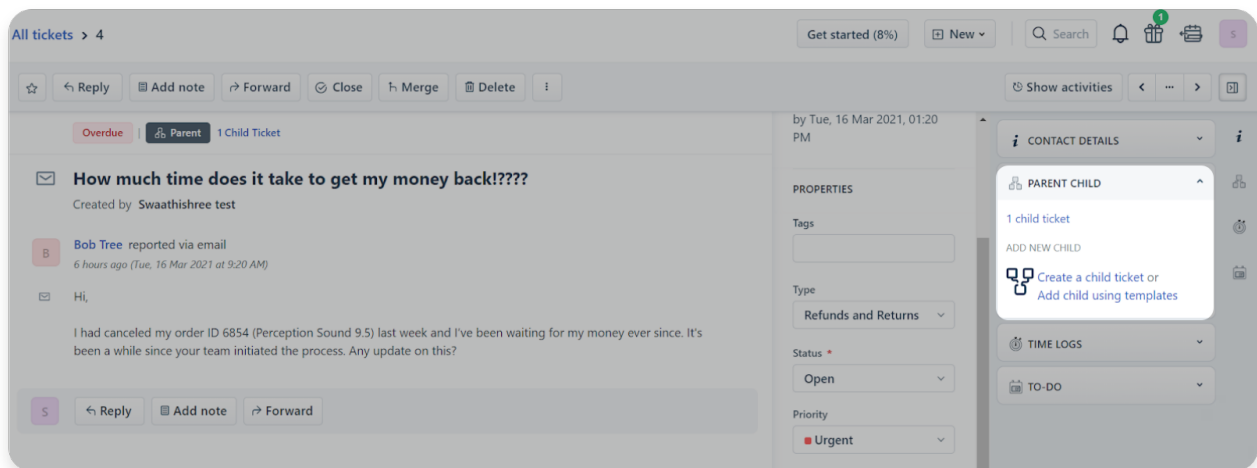 All tickets > 4
Get started (8%)
New
Search
1
S
Reply
Add note
Forward
Close
Merge
Delete
Show activities
Overdue
Parent
1 Child Ticket
How much time does it take to get my money back!????
Created by Swaathishree test
B
Bob Tree reported via email
6 hours ago (Tue, 16 Mar 2021 at 9:20 AM)
Hi,
I had canceled my order ID 6854 (Perception Sound 9.5) last week and I've been waiting for my money ever since. It's
been a while since your team initiated the process. Any update on this?
S
Reply
Add note
Forward
by Tue, 16 Mar 2021, 01:20
PM
PROPERTIES
Tags
Type
Refunds and Returns
Status *
Open
Priority
Urgent
CONTACT DETAILS
PARENT CHILD
1 child ticket
ADD NEW CHILD
Create a child ticket or
Add child using templates
TIME LOGS
TO-DO